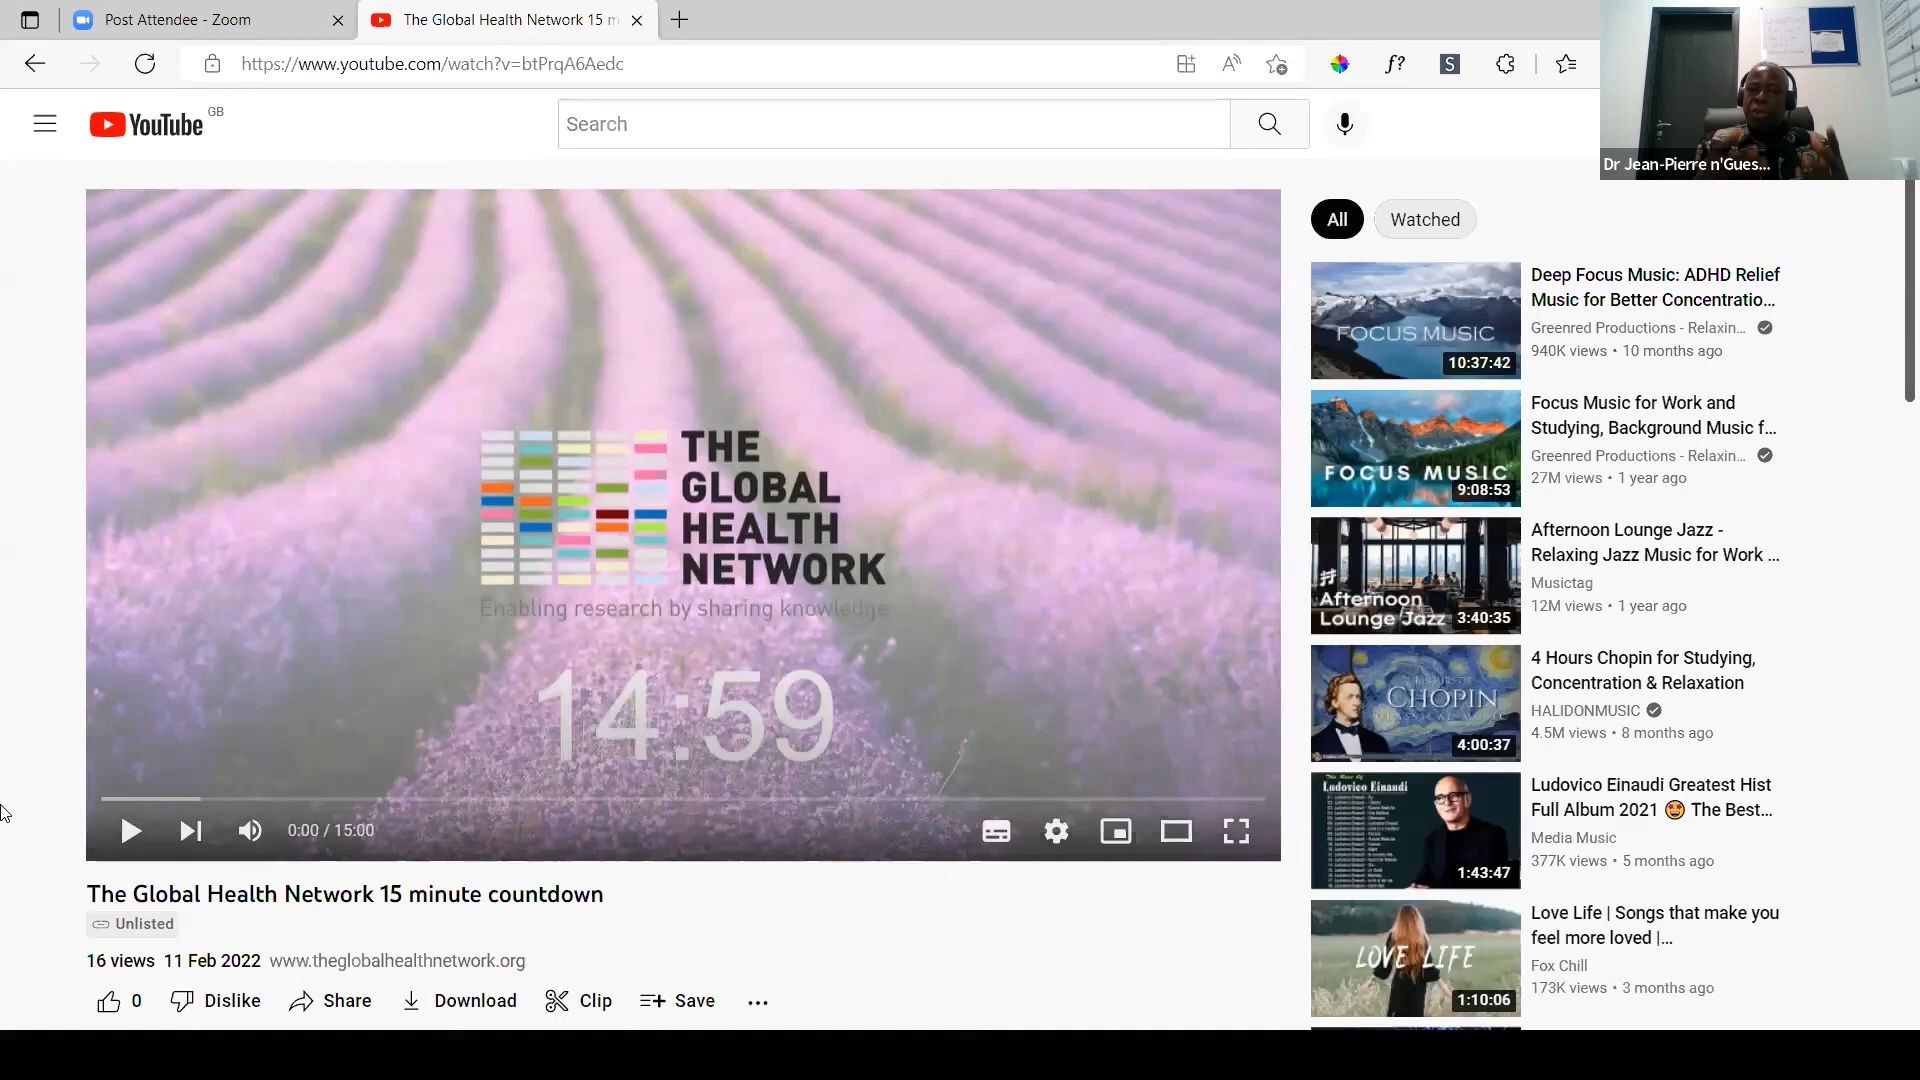 Post Attendee - Zoom
The Global Health Network 15 m
https://www.youtube.com/watch?v=btPrqA6Aedc
f?
S
YouTube GB
Search
Dr Jean-Pierre n'Gues...
THE
GLOBAL
HEALTH
NETWORK
Enabling research by sharing knowledge
14:59
0:00 / 15:00
The Global Health Network 15 minute countdown
Unlisted
16 views 11 Feb 2022 www.theglobalhealthnetwork.org
0 Dislike Share Download Clip Save
All Watched
FOCUS MUSIC
10:37:42
Deep Focus Music: ADHD Relief
Music for Better Concentratio...
Greenred Productions - Relaxin...
940K views • 10 months ago
FOCUS MUSIC
9:08:53
Focus Music for Work and
Studying, Background Music f...
Greenred Productions - Relaxin...
27M views • 1 year ago
Afternoon
Lounge Jazz
3:40:35
Afternoon Lounge Jazz -
Relaxing Jazz Music for Work ...
Musictag
12M views • 1 year ago
CHOPIN
4:00:37
4 Hours Chopin for Studying,
Concentration & Relaxation
HALIDONMUSIC
4.5M views • 8 months ago
Ludovico Einaudi
1:43:47
Ludovico Einaudi Greatest Hist
Full Album 2021 🤩 The Best...
Media Music
377K views • 5 months ago
LOVE LIFE
1:10:06
Love Life | Songs that make you
feel more loved |...
Fox Chill
173K views • 3 months ago